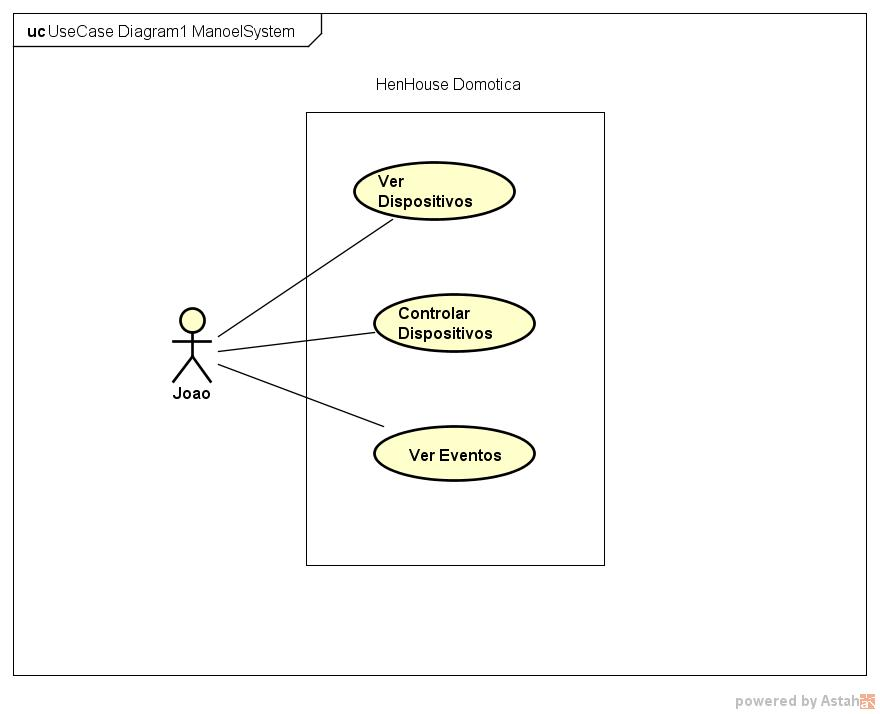 uc UseCase Diagram1 ManoelSystem
HenHouse Domotica
Ver
Dispositivos
Controlar
Dispositivos
Joao
Ver Eventos
powered by Astah